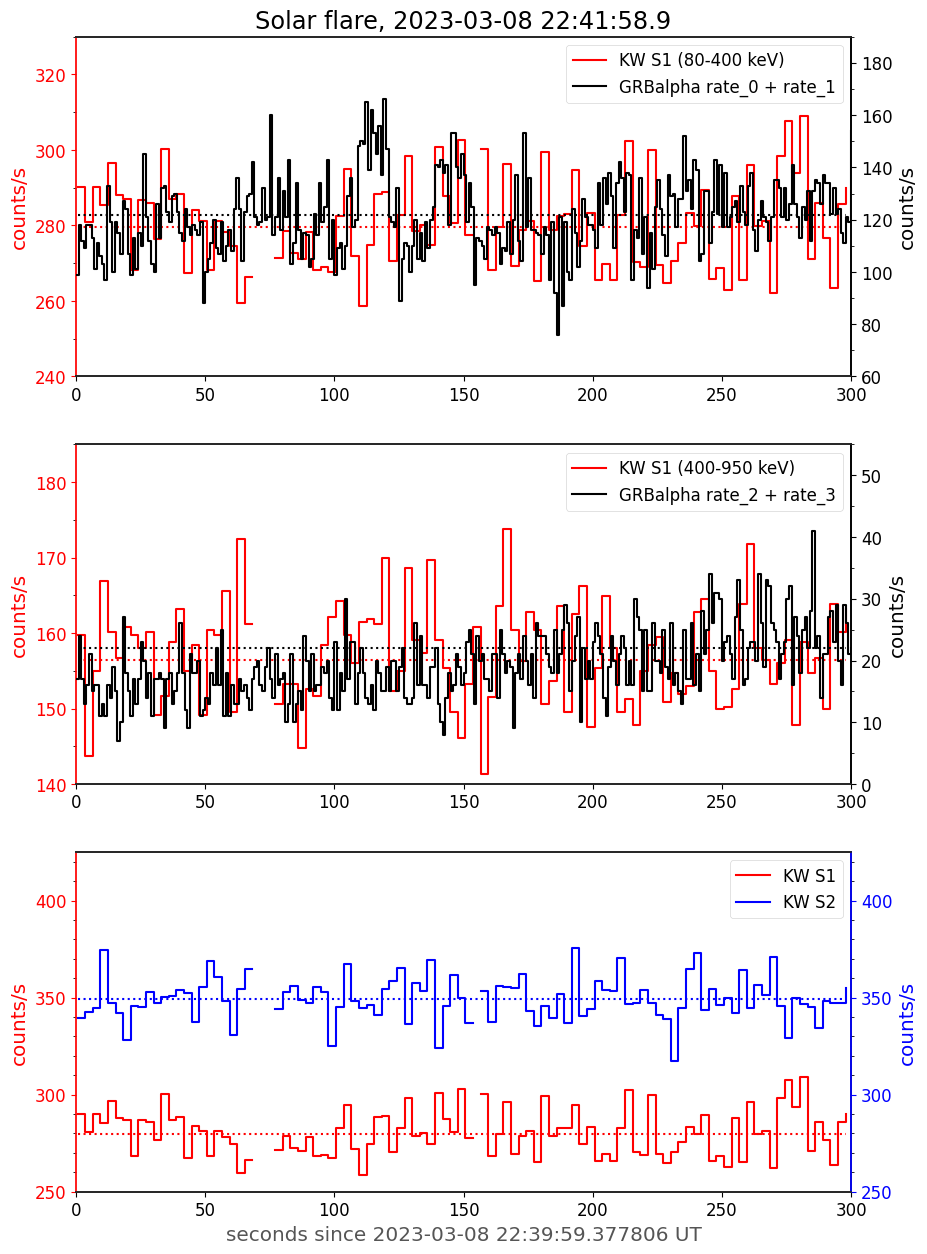 Solar flare, 2023-03-08 22:41:58.9
KW S1 (80-400 keV)
GRBalpha rate_0 + rate_1
320
300
280
260
240
counts/s
180
160
140
120
100
80
60
counts/s
0 50 100 150 200 250 300
KW S1 (400-950 keV)
GRBalpha rate_2 + rate_3
180
170
160
150
140
counts/s
50
40
30
20
10
0
counts/s
0 50 100 150 200 250 300
KW S1
KW S2
400
350
300
250
counts/s
400
350
300
250
counts/s
0 50 100 150 200 250 300
seconds since 2023-03-08 22:39:59.377806 UT